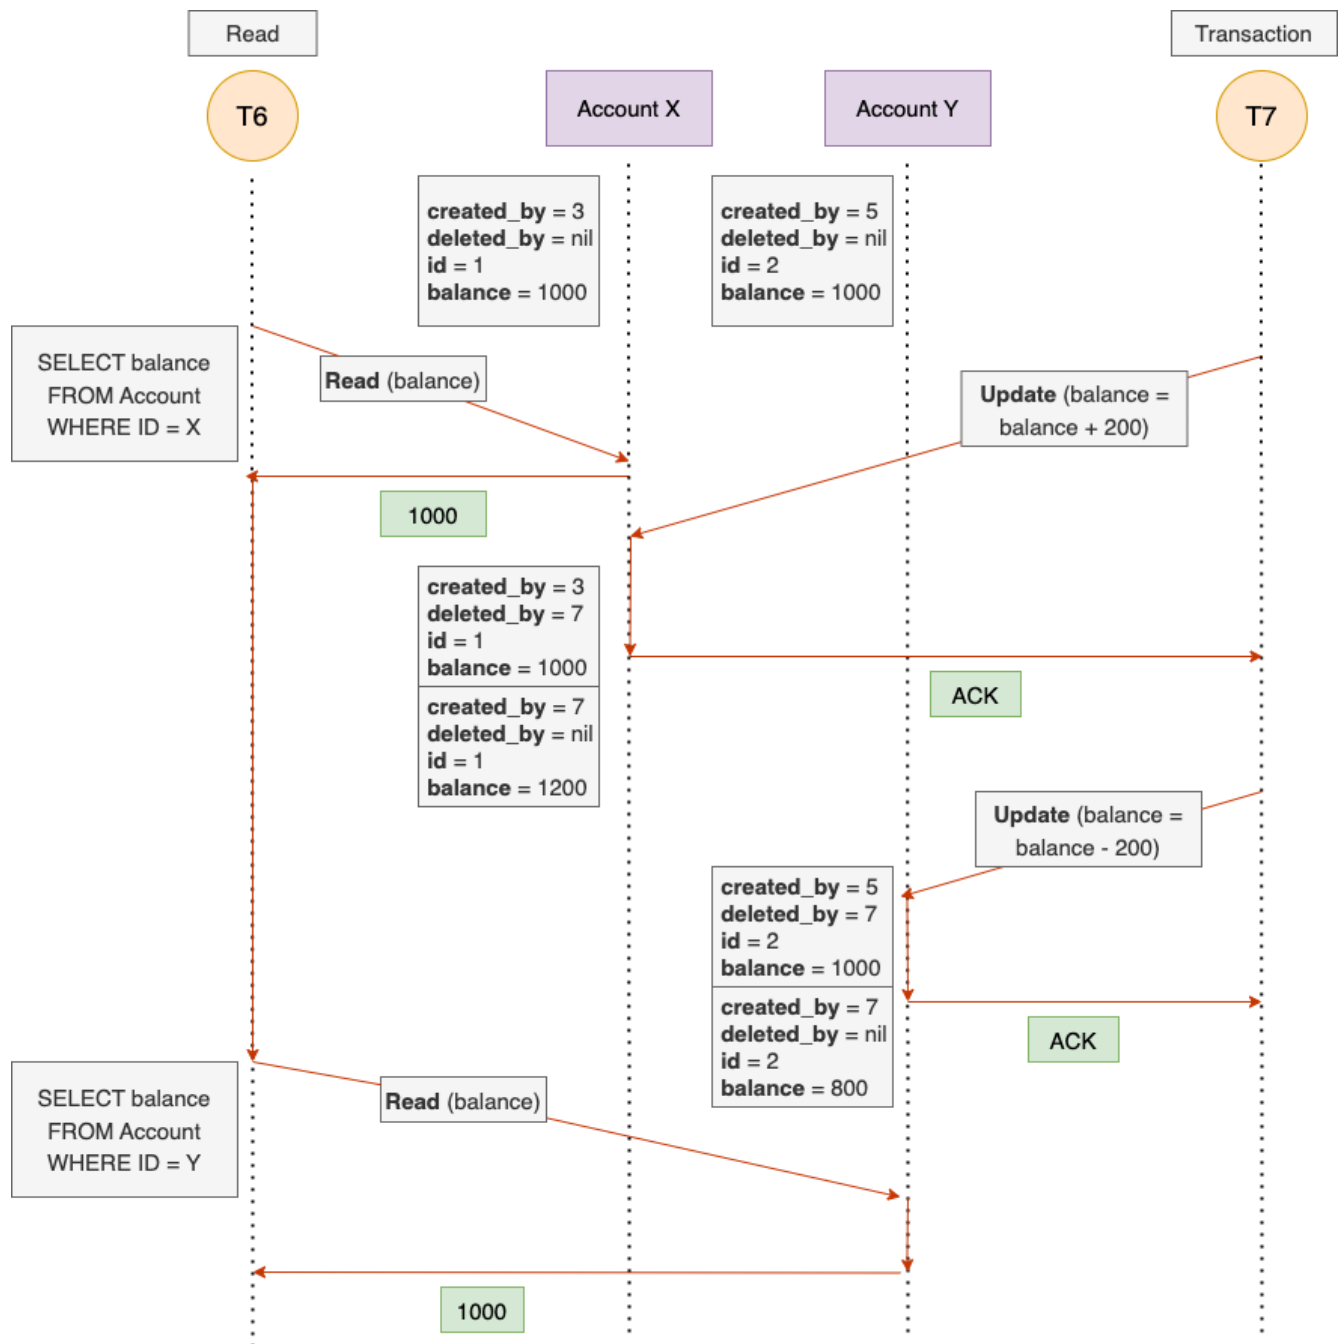 Read
Transaction
T6
Account X
Account Y
T7
created_by = 3
deleted_by = nil
id = 1
balance = 1000
created_by = 5
deleted_by = nil
id = 2
balance = 1000
SELECT balance
FROM Account
WHERE ID = X
Read (balance)
Update (balance =
balance + 200)
1000
created_by = 3
deleted_by = 7
id = 1
balance = 1000
created_by = 7
deleted_by = nil
id = 1
balance = 1200
ACK
Update (balance =
balance - 200)
created_by = 5
deleted_by = 7
id = 2
balance = 1000
created_by = 7
deleted_by = nil
id = 2
balance = 800
ACK
SELECT balance
FROM Account
WHERE ID = Y
Read (balance)
1000